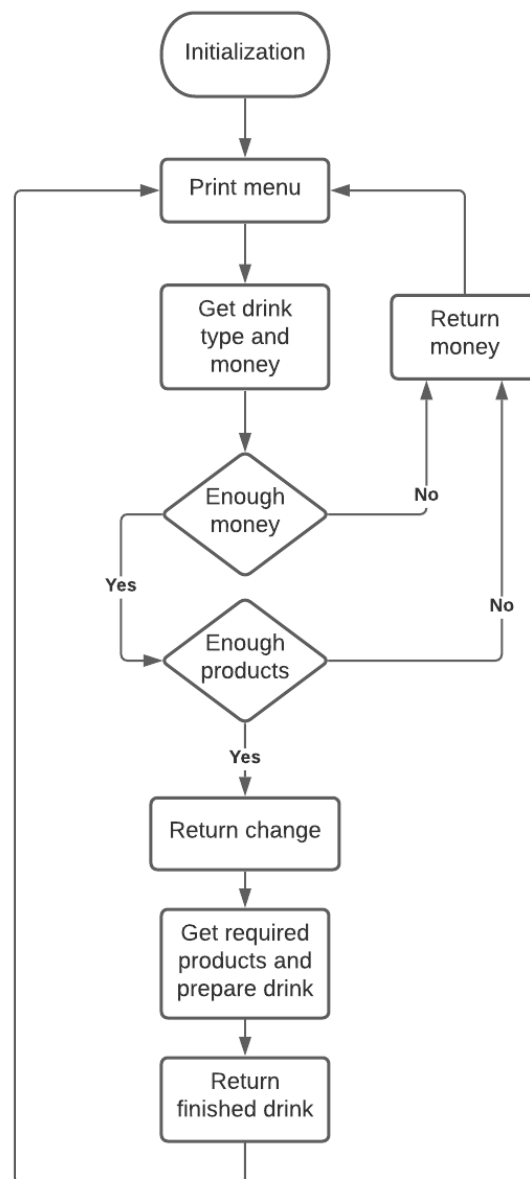 Initialization
Print menu
Get drink
type and
money
Return
money
Enough
money
No
Yes
No
Enough
products
Yes
Return change
Get required
products and
prepare drink
Return
finished drink